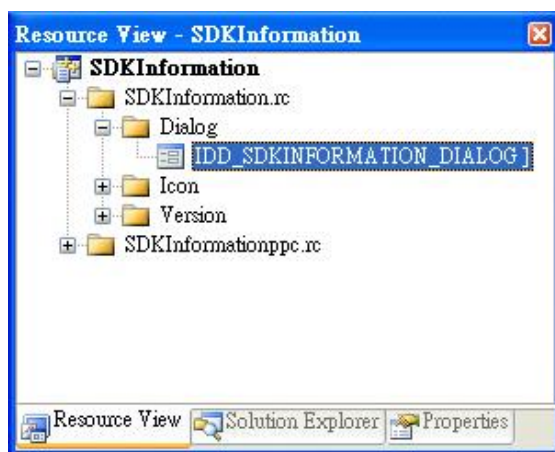 Resource View - SDKInformation
SDKInformation
SDKInformation.rc
Dialog
IDD_SDKINFORMATION_DIALOG ]
Icon
Version
SDKInformationppc.rc
Resource View Solution Explorer Properties